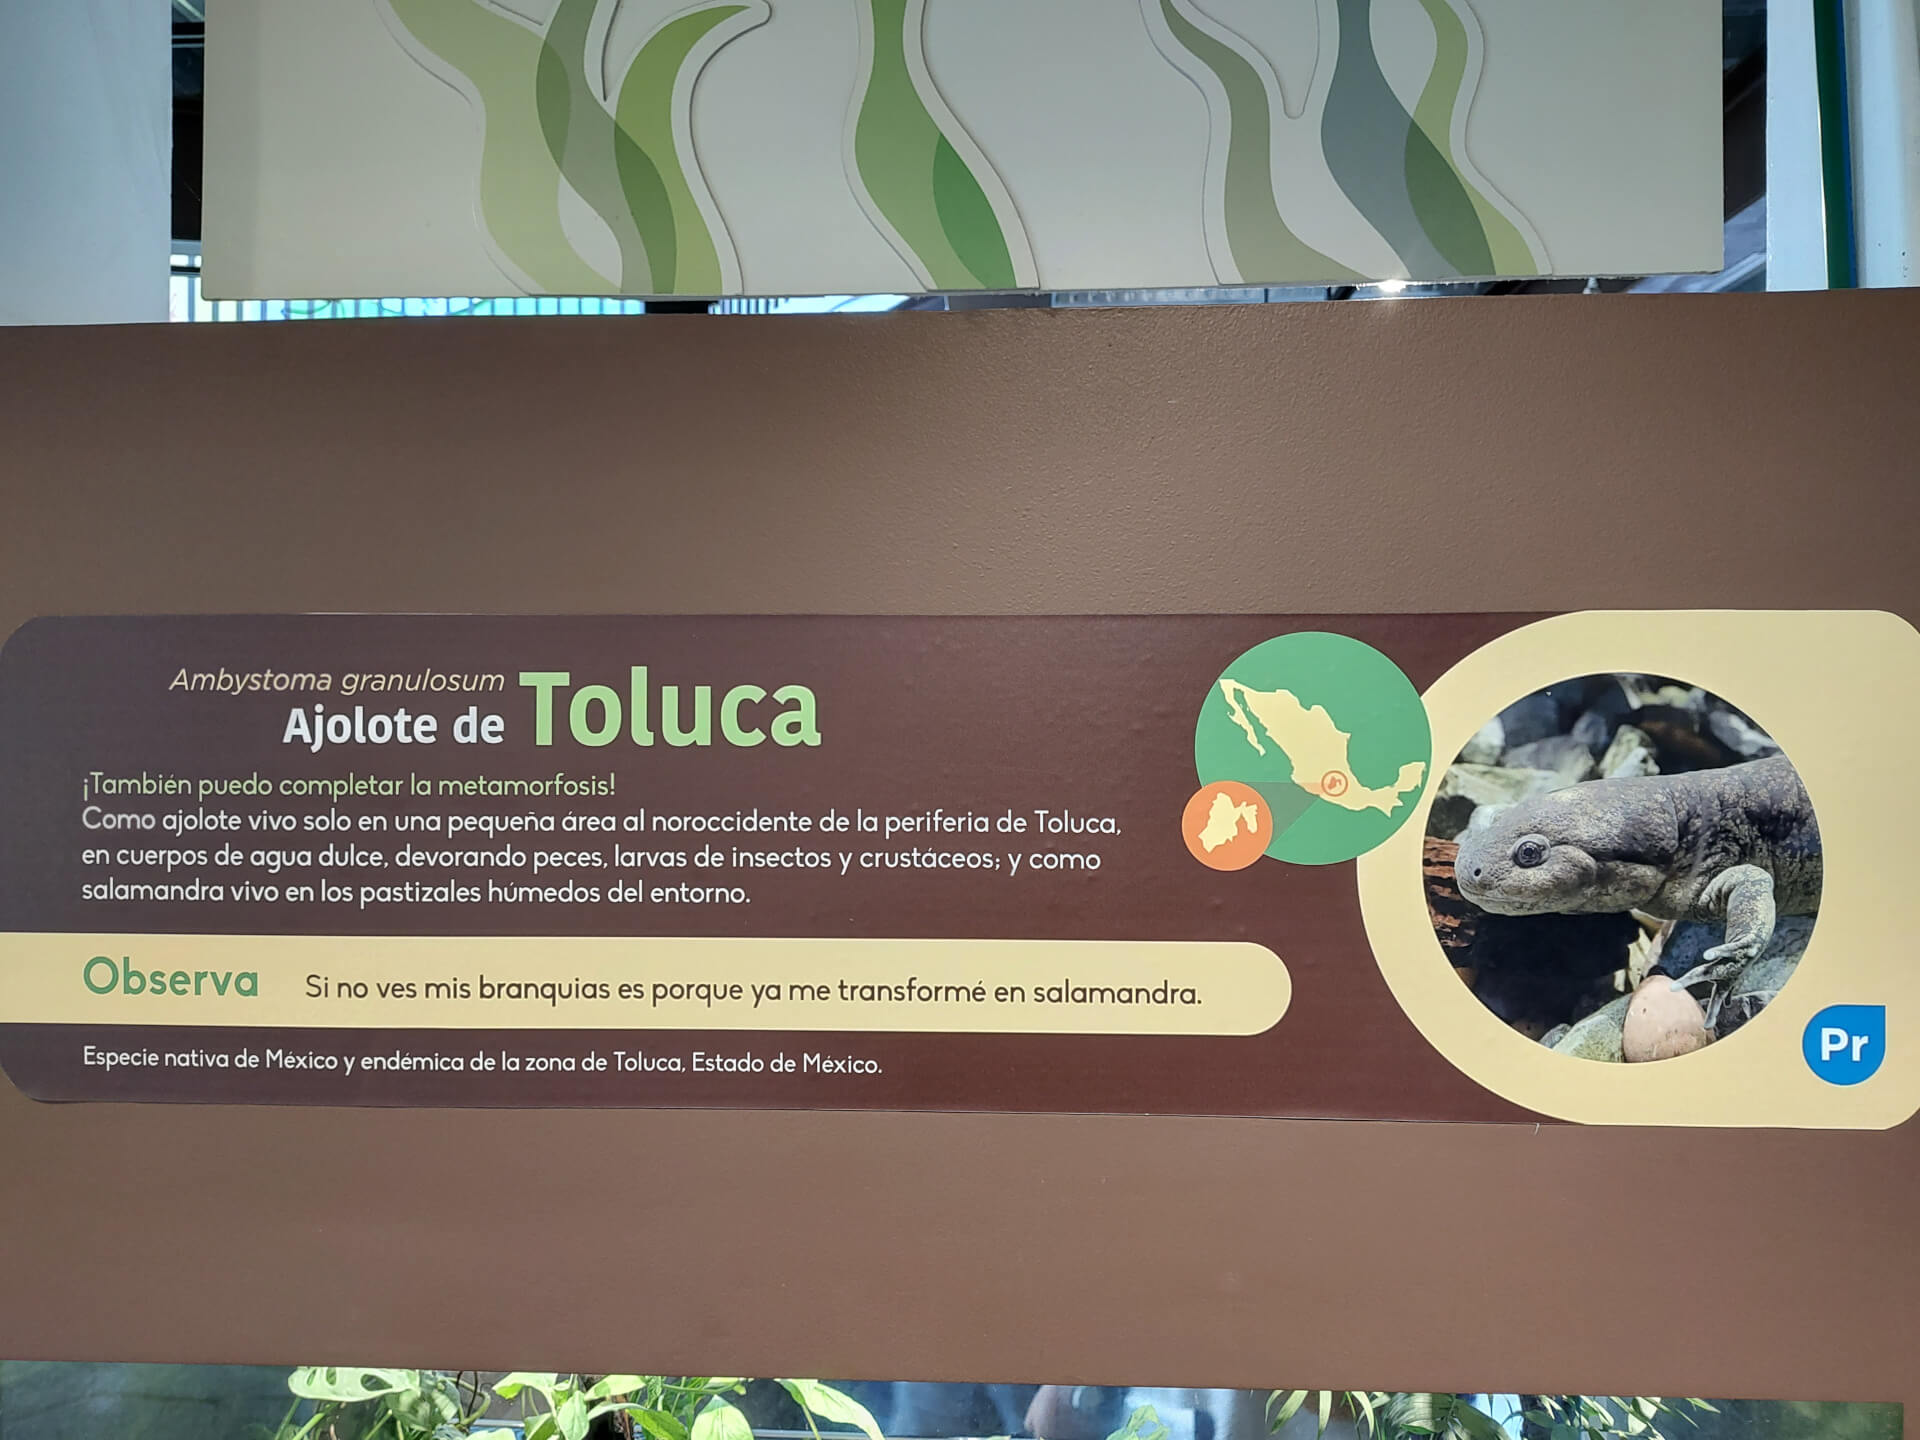 Ambystoma granulosum
Ajolote de Toluca
¡También puedo completar la metamorfosis!
Como ajolote vivo solo en una pequeña área al noroccidente de la periferia de Toluca,
en cuerpos de agua dulce, devorando peces, larvas de insectos y crustáceos; y como
salamandra vivo en los pastizales húmedos del entorno.
Observa Si no ves mis branquias es porque ya me transformé en salamandra.
Especie nativa de México y endémica de la zona de Toluca, Estado de México.
Pr